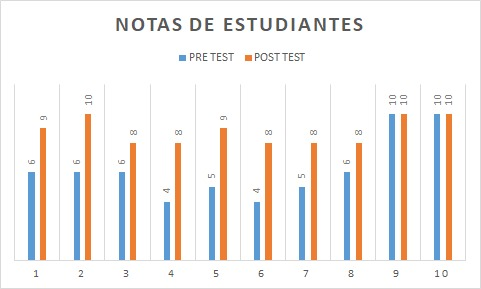 NOTAS DE ESTUDIANTES
PRE TEST POST TEST
6 9 6 10 6 8 4 8 5 9 4 8 5 8 6 8 10 10 10 10
1 2 3 4 5 6 7 8 9 10